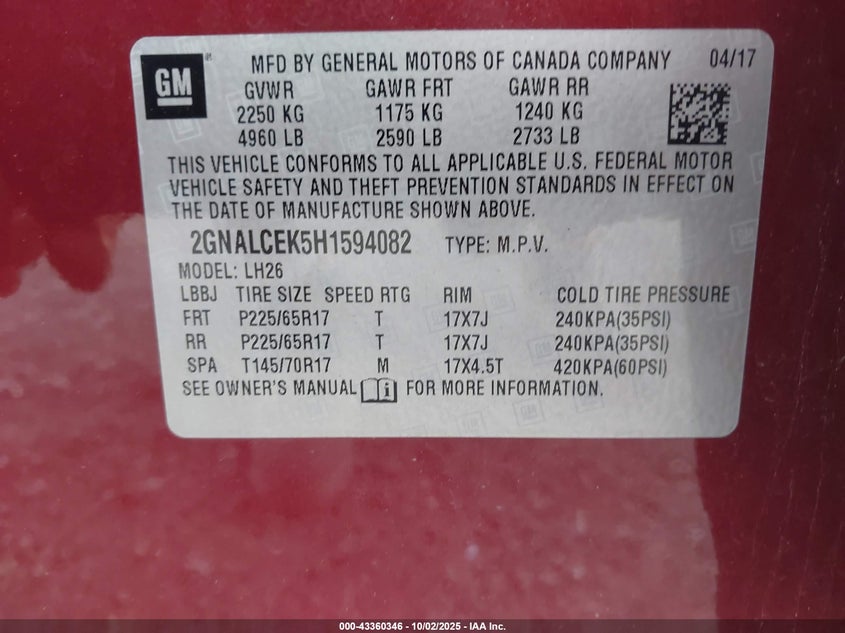 GM
MFD BY GENERAL MOTORS OF CANADA COMPANY 04/17
GVWR GAWR FRT GAWR RR
2250 KG 1175 KG 1240 KG
4960 LB 2590 LB 2733 LB
THIS VEHICLE CONFORMS TO ALL APPLICABLE U.S. FEDERAL MOTOR
VEHICLE SAFETY AND THEFT PREVENTION STANDARDS IN EFFECT ON
THE DATE OF MANUFACTURE SHOWN ABOVE.
2GNALCEK5H1594082 TYPE: M.P.V.
MODEL: LH26
LBBJ TIRE SIZE SPEED RTG RIM COLD TIRE PRESSURE
FRT P225/65R17 T 17X7J 240KPA(35PSI)
RR P225/65R17 T 17X7J 240KPA(35PSI)
SPA T145/70R17 M 17X4.5T 420KPA(60PSI)
SEE OWNER'S MANUAL i FOR MORE INFORMATION.
000-43360346 - 10/02/2025 - IAA Inc.